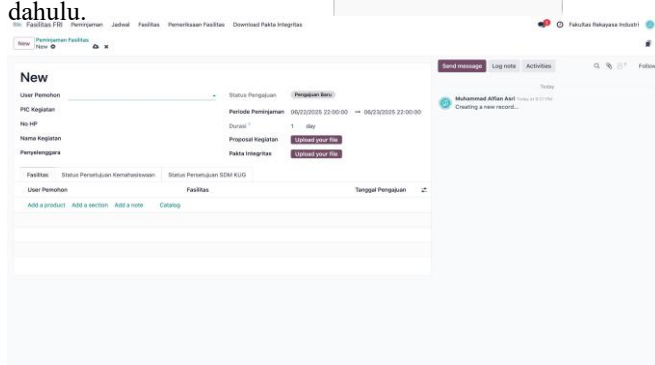 dahulu.
Fasilitas FRI Peminjaman Jadwal Fasilitas Pemeriksaan Fasilitas Download Pakta Integritas
Fakultas Rekayasa Industri
New Peminjaman Fasilitas
New
Send message Log note Activities Follow
New
Today
User Pemohon
Status Pengajuan Pengajuan Baru
Muhammad Alfian Asri
Creating a new record...
PIC Kegiatan
Periode Peminjaman 06/22/2025 22:00:00 → 06/23/2025 22:00:00
No HP
Durasi ? 1 day
Nama Kegiatan
Proposal Kegiatan Upload your file
Penyelenggara
Pakta Integritas Upload your file
Fasilitas Status Persetujuan Kemahasiswaan Status Persetujuan SDM KUG
User Pemohon Fasilitas Tanggal Pengajuan
Add a product Add a section Add a note Catalog